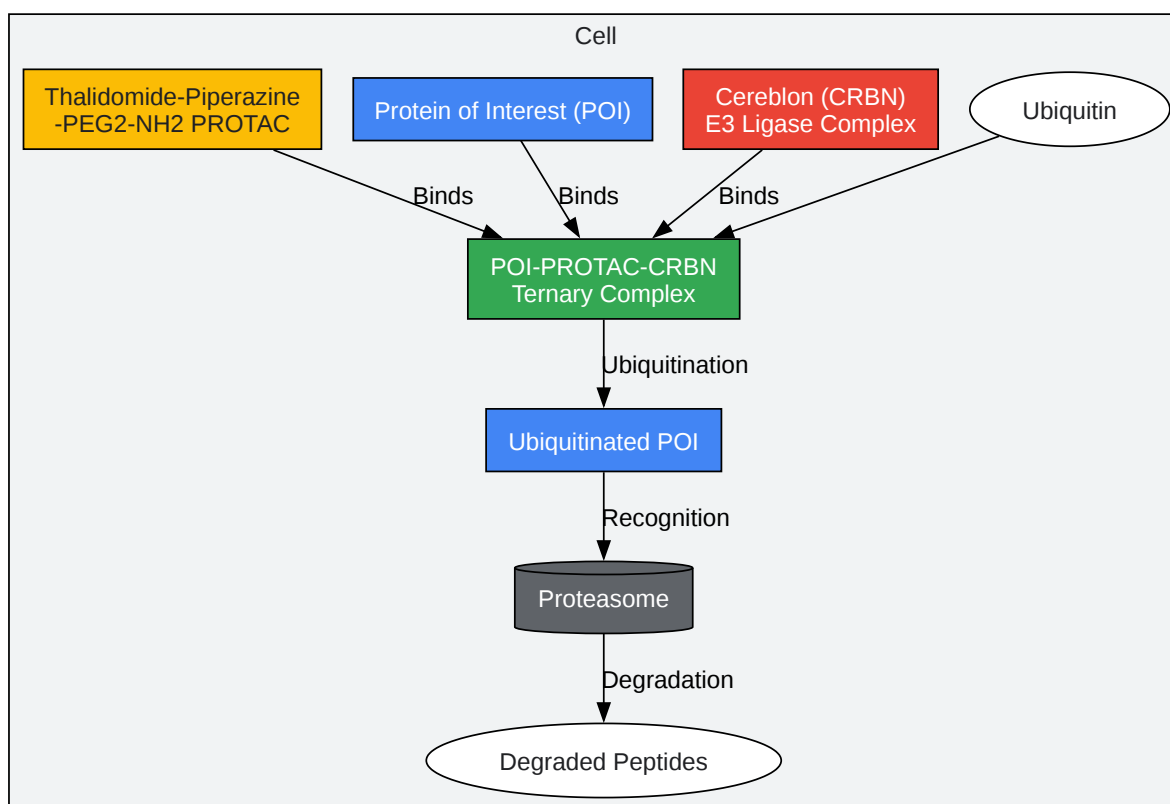 Cell
Thalidomide-Piperazine
-PEG2-NH2 PROTAC
Protein of Interest (POI)
Cereblon (CRBN)
E3 Ligase Complex
Ubiquitin
Binds
Binds
Binds
POI-PROTAC-CRBN
Ternary Complex
Ubiquitination
Ubiquitinated POI
Recognition
Proteasome
Degradation
Degraded Peptides